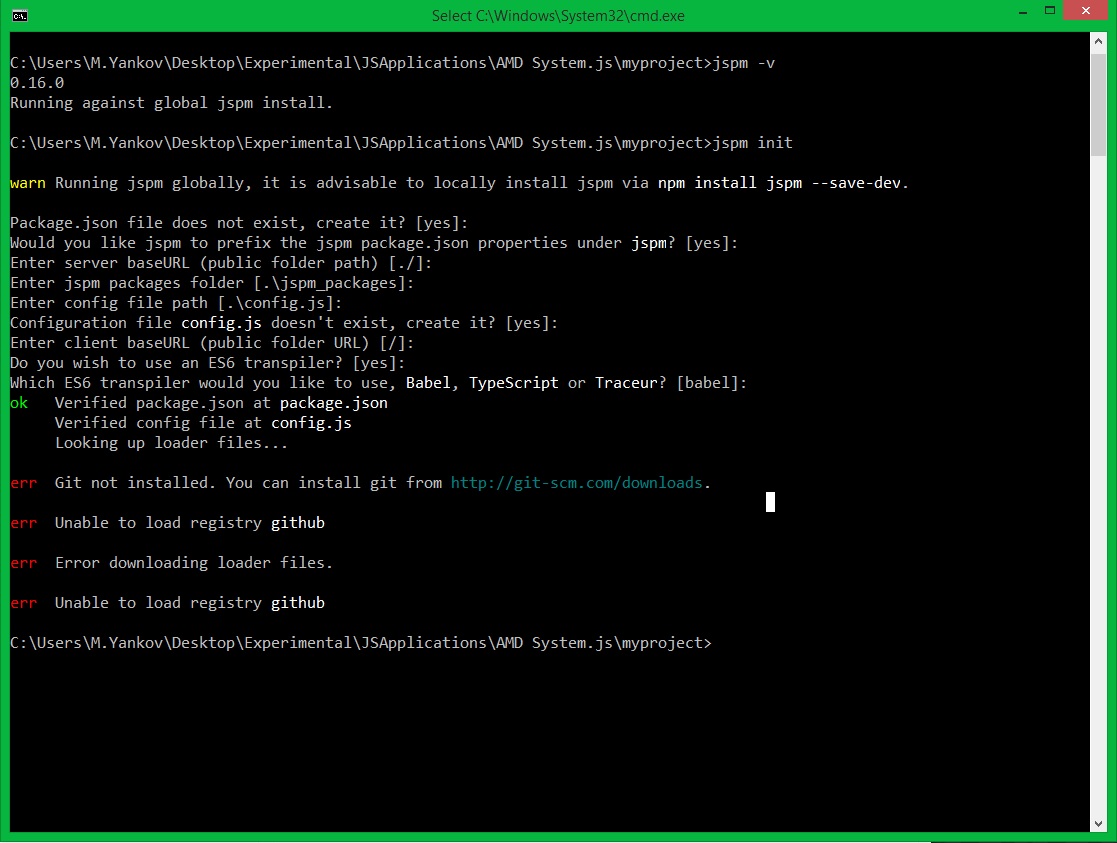 Select C:\Windows\System32\cmd.exe
C:\Users\M.Yankov\Desktop\Experimental\JSApplications\AMD System.js\myproject>jspm -v
0.16.0
Running against global jspm install.
C:\Users\M.Yankov\Desktop\Experimental\JSApplications\AMD System.js\myproject>jspm init
warn Running jspm globally, it is advisable to locally install jspm via npm install jspm --save-dev.
Package.json file does not exist, create it? [yes]:
Would you like jspm to prefix the jspm package.json properties under jspm? [yes]:
Enter server baseURL (public folder path) [./]:
Enter jspm packages folder [.\jspm_packages]:
Enter config file path [.\config.js]:
Configuration file config.js doesn't exist, create it? [yes]:
Enter client baseURL (public folder URL) [/]:
Do you wish to use an ES6 transpiler? [yes]:
Which ES6 transpiler would you like to use, Babel, TypeScript or Traceur? [babel]:
ok Verified package.json at package.json
Verified config file at config.js
Looking up loader files...
err Git not installed. You can install git from http://git-scm.com/downloads.
err Unable to load registry github
err Error downloading loader files.
err Unable to load registry github
C:\Users\M.Yankov\Desktop\Experimental\JSApplications\AMD System.js\myproject>